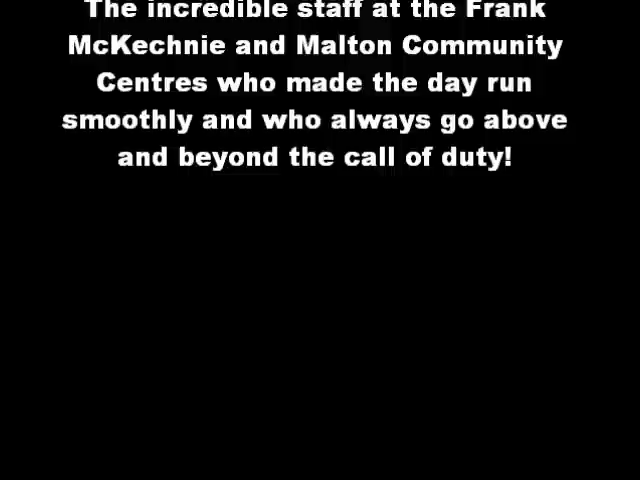 The incredible staff at the Frank
McKechnie and Malton Community
Centres who made the day run
smoothly and who always go above
and beyond the call of duty!